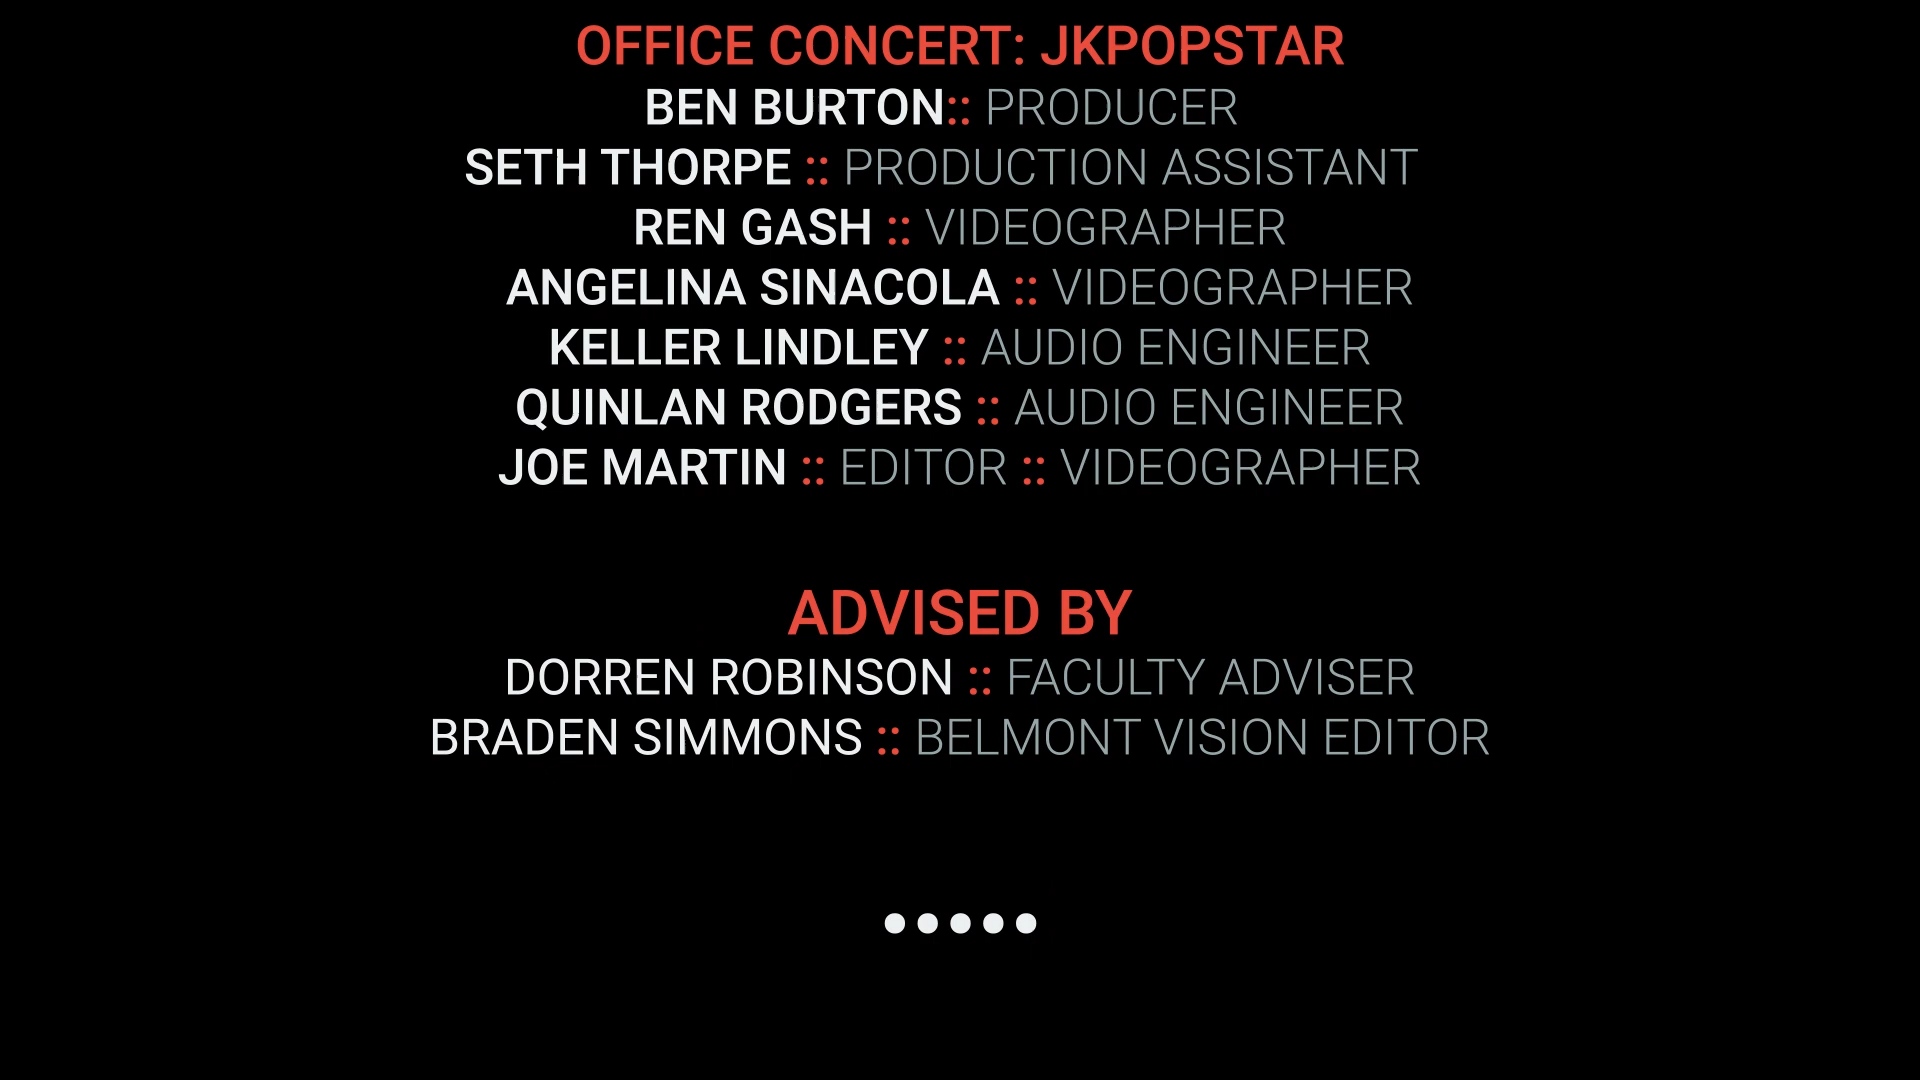 OFFICE CONCERT: JKPOPSTAR
BEN BURTON:: PRODUCER
SETH THORPE :: PRODUCTION ASSISTANT
REN GASH :: VIDEOGRAPHER
ANGELINA SINACOLA :: VIDEOGRAPHER
KELLER LINDLEY :: AUDIO ENGINEER
QUINLAN RODGERS :: AUDIO ENGINEER
JOE MARTIN :: EDITOR :: VIDEOGRAPHER
ADVISED BY
DORREN ROBINSON :: FACULTY ADVISER
BRADEN SIMMONS :: BELMONT VISION EDITOR
•••••